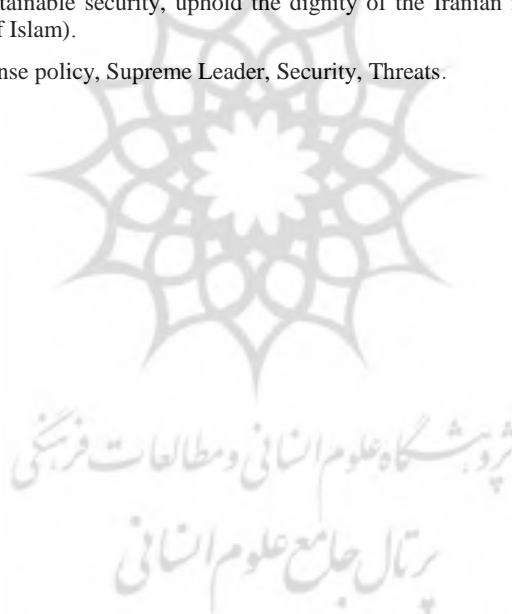 tainable security, uphold the dignity of the Iranian
f Islam).
nse policy, Supreme Leader, Security, Threats.
پژوهشگاه علوم انسانی و مطالعات فرهنگی
پرتال جامع علوم انسانی